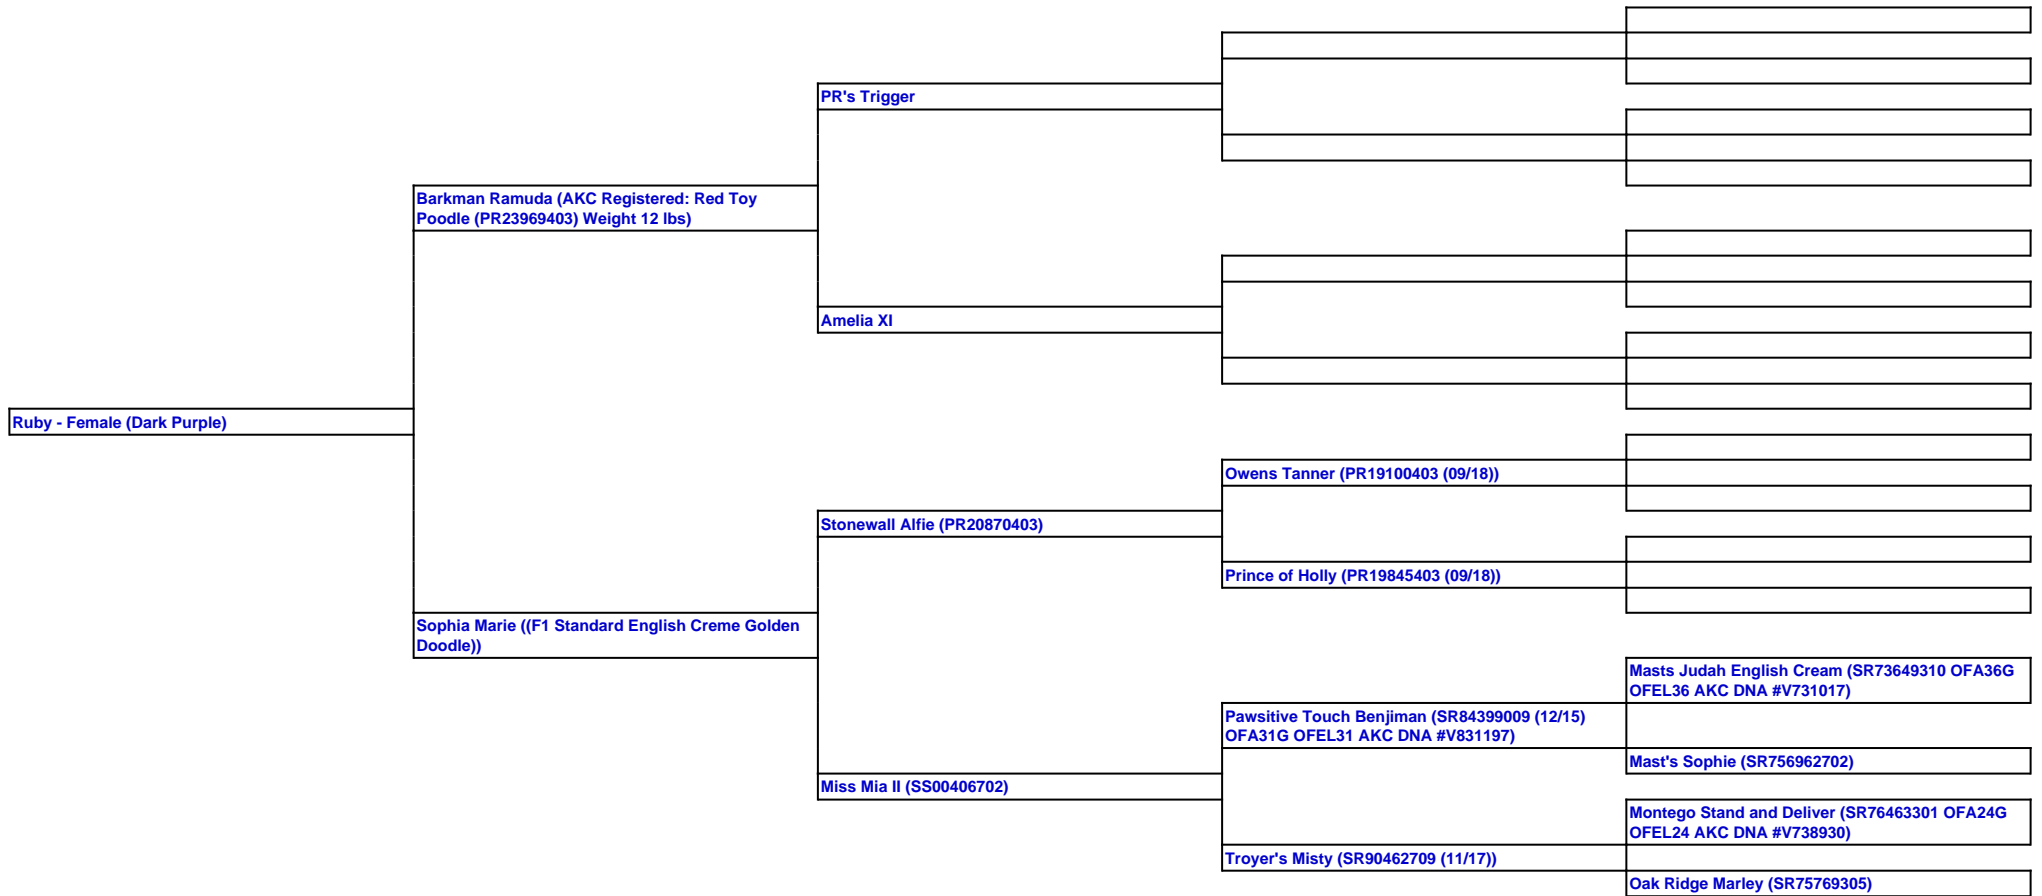 PR's Trigger
Barkman Ramuda (AKC Registered: Red Toy
Poodle (PR23969403) Weight 12 lbs)
Amelia XI
Ruby - Female (Dark Purple)
Owens Tanner (PR19100403 (09/18))
Stonewall Alfie (PR20870403)
Prince of Holly (PR19845403 (09/18))
Sophia Marie ((F1 Standard English Creme Golden
Doodle))
Masts Judah English Cream (SR73649310 OFA36G
OFEL36 AKC DNA #V731017)
Pawsitive Touch Benjiman (SR84399009 (12/15)
OFA31G OFEL31 AKC DNA #V831197)
Mast's Sophie (SR756962702)
Miss Mia II (SS00406702)
Montego Stand and Deliver (SR76463301 OFA24G
OFEL24 AKC DNA #V738930)
Troyer's Misty (SR90462709 (11/17))
Oak Ridge Marley (SR75769305)